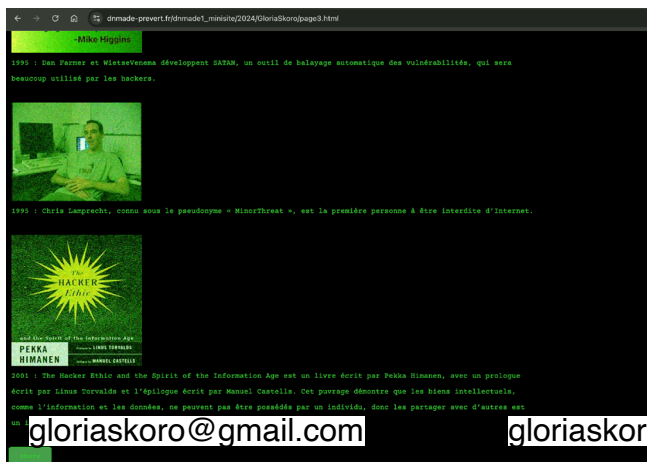 dnmade-prevert.fr/dnmade1_minisite/2024/GloriaSkoro/page3.html
-Mike Higgins
1995 : Dan Farmer et WietseVenema développent SATAN, un outil de balayage automatique des vulnérabilités, qui sera
beaucoup utilisé par les hackers.
1995 : Chris Lamprecht, connu sous le pseudonyme « MinorThreat », est la première personne à être interdite d'Internet.
The
HACKER
Ethic
and the Spirit of the Information Age
PEKKA
HIMANEN
LINUS TORVALDS
MANUEL CASTELLS
2001 : The Hacker Ethic and the Spirit of the Information Age est un livre écrit par Pekka Himanen, avec un prologue
écrit par Linus Torvalds et l'épilogue écrit par Manuel Castells. Cet puvrage démontre que les biens intellectuels,
comme l'information et les données, ne peuvent pas être possédés par un individu, donc les partager avec d'autres est
un
gloriaskoro@gmail.com
gloriaskor